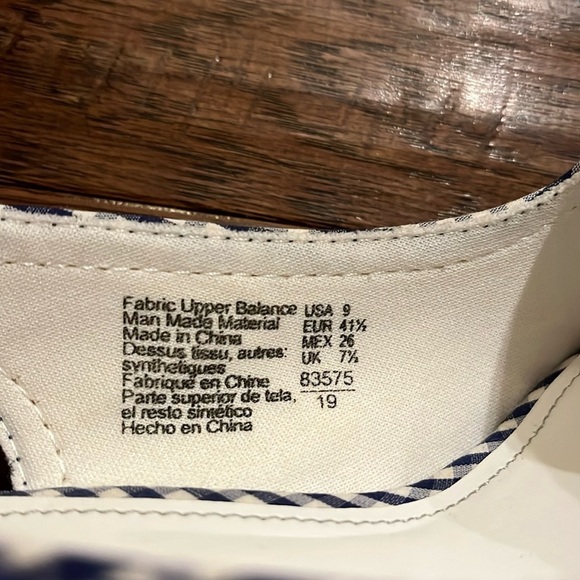 Fabric Upper Balance
Man Made Material
Made in China
Dessus tissu, autres:
synthetiques
Fabriqué en Chine
Parte superior de tela,
el resto sintético
Hecho en China
USA 9
EUR 41½
MEX 26
UK 7½
83575
19